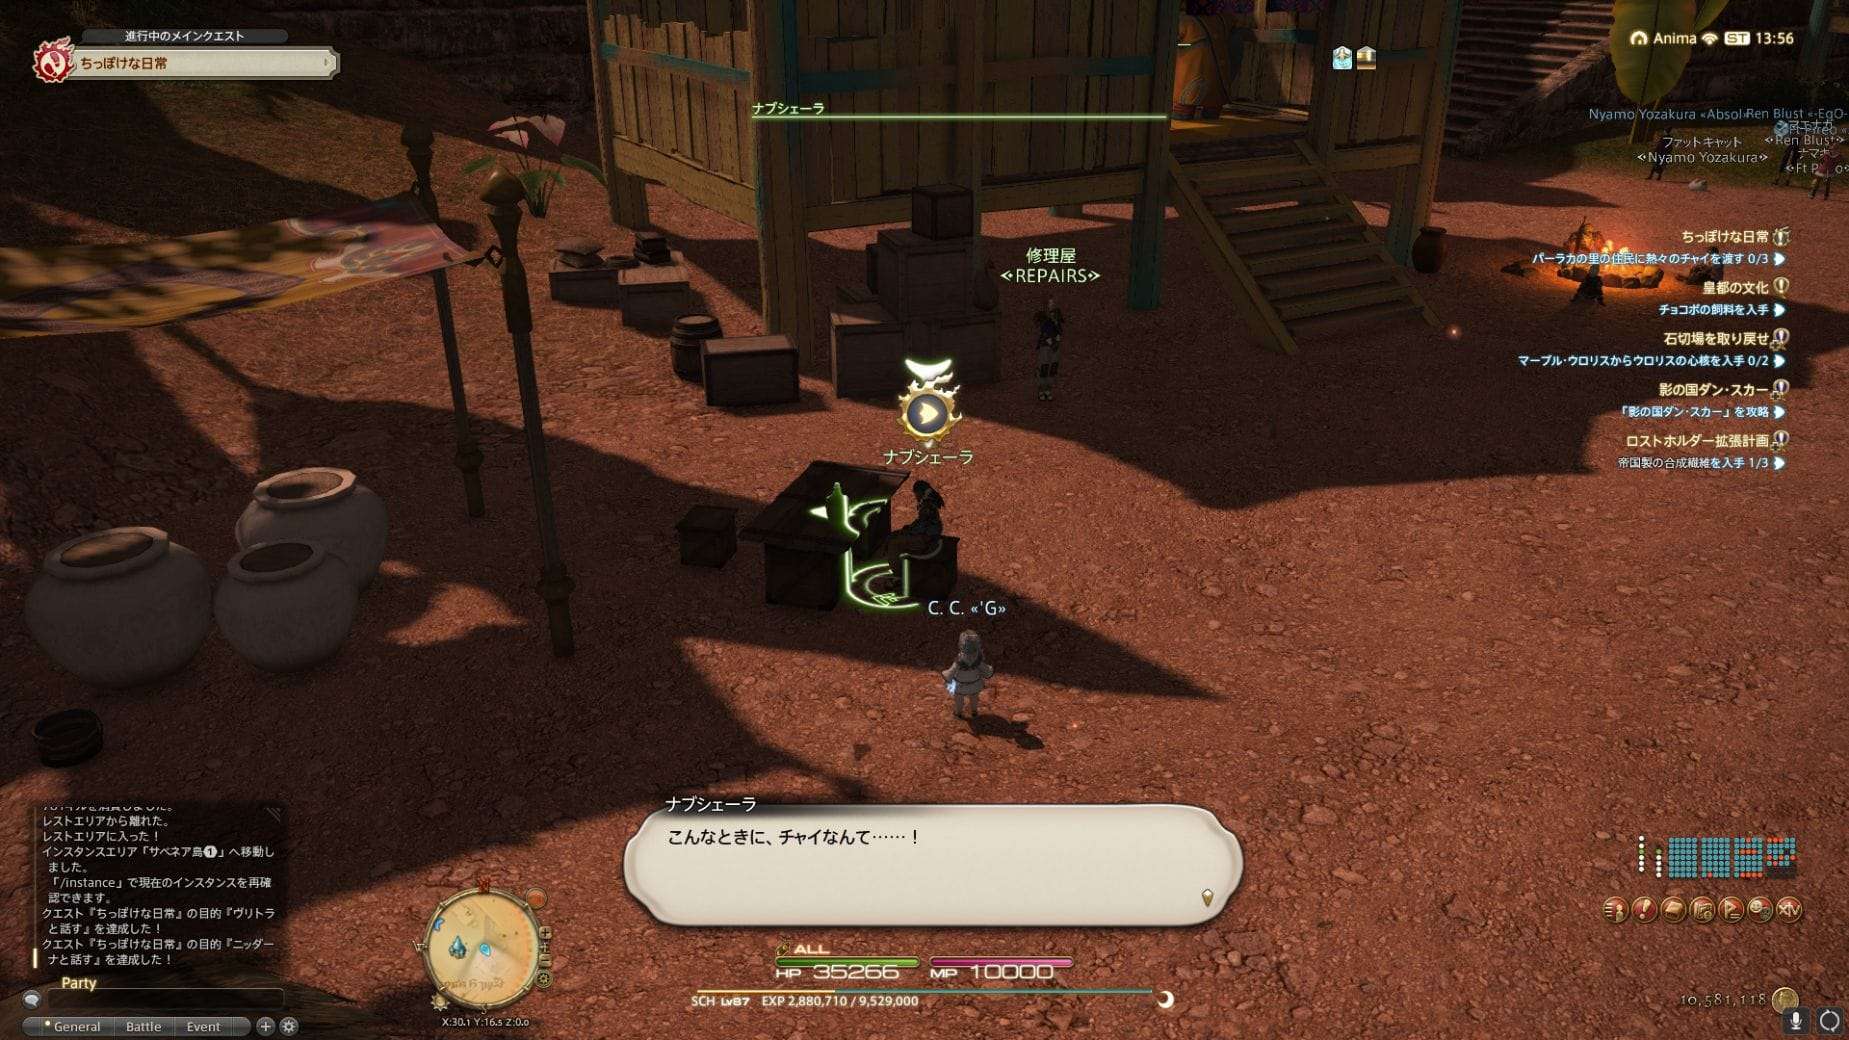 進行中のメインクエスト
ちっぽけな日常
Anima ST 13:56
ナブシェーラ
Nyamo Yozakura «Absol
Ren Blust «-EgO-
ファットキャット
«Nyamo Yozakura»
«Ren Blust»
修理屋
«REPAIRS»
ちっぽけな日常
パーラカの里の住民に熱々のチャイを渡す 0/3
皇都の文化
チョコボの飼料を入手
石切場を取り戻せ
マーブル・ウロリスからウロリスの心核を入手 0/2
影の国ダン・スカー
「影の国ダン・スカー」を攻略
ロストホルダー拡張計画
帝国製の合成繊維を入手 1/3
ナブシェーラ
C. C. «'G»
ナブシェーラ
こんなときに、チャイなんて……！
レストエリアから離れた。
レストエリアに入った！
インスタンスエリア「サベネア島1」へ移動し
ました。
「/instance」で現在のインスタンスを再確
認できます。
クエスト『ちっぽけな日常』の目的『ヴリトラ
と話す』を達成した！
クエスト『ちっぽけな日常』の目的『ニッダー
ナと話す』を達成した！
Party
General Battle Event
X:30.1 Y:16.5 Z:0.0
ALL
HP 35266 MP 10000
SCH Lv87 EXP 2,880,710 / 9,529,000
10,581,118